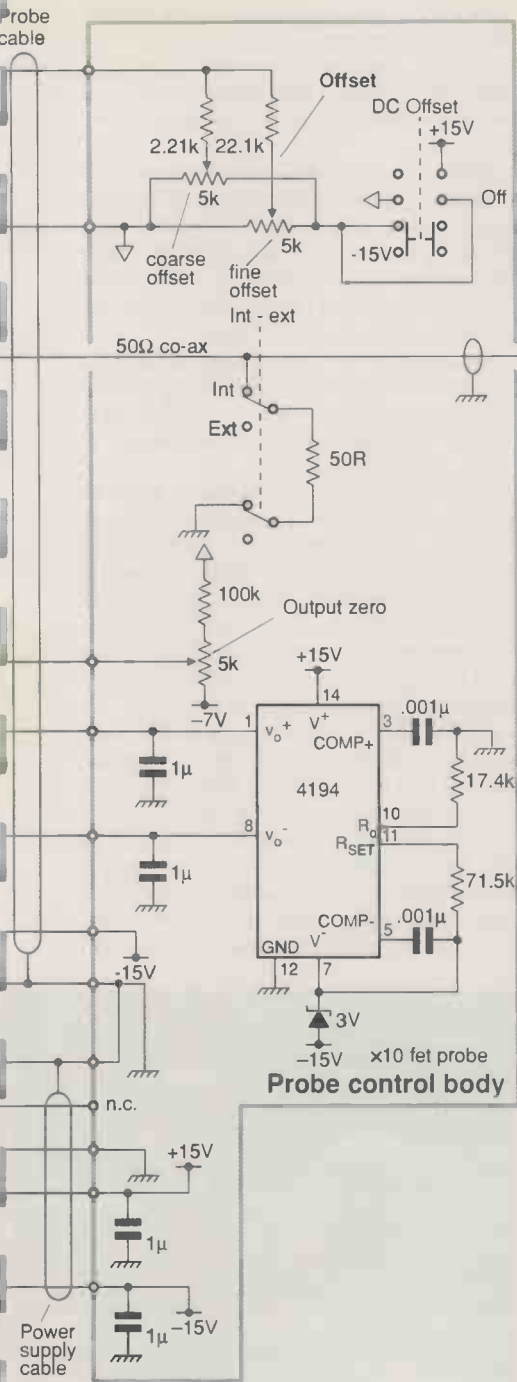 Probe
cable
Offset
DC Offset
+15V
2.21k
22.1k
Off
5k
5k
-15V
coarse
offset
fine
offset
Int - ext
50Ω co-ax
Int
Ext
50R
100k
Output zero
5k
–7V
+15V
14
1
V⁺
3
.001µ
v₀⁺
COMP+
1µ
4194
17.4k
10
8
v₀⁻
R₀
11
R_SET
1µ
71.5k
COMP-
.001µ
5
GND
V⁻
12
7
-15V
3V
–15V
x10 fet probe
Probe control body
n.c.
+15V
1µ
1µ
–15V
Power
supply
cable